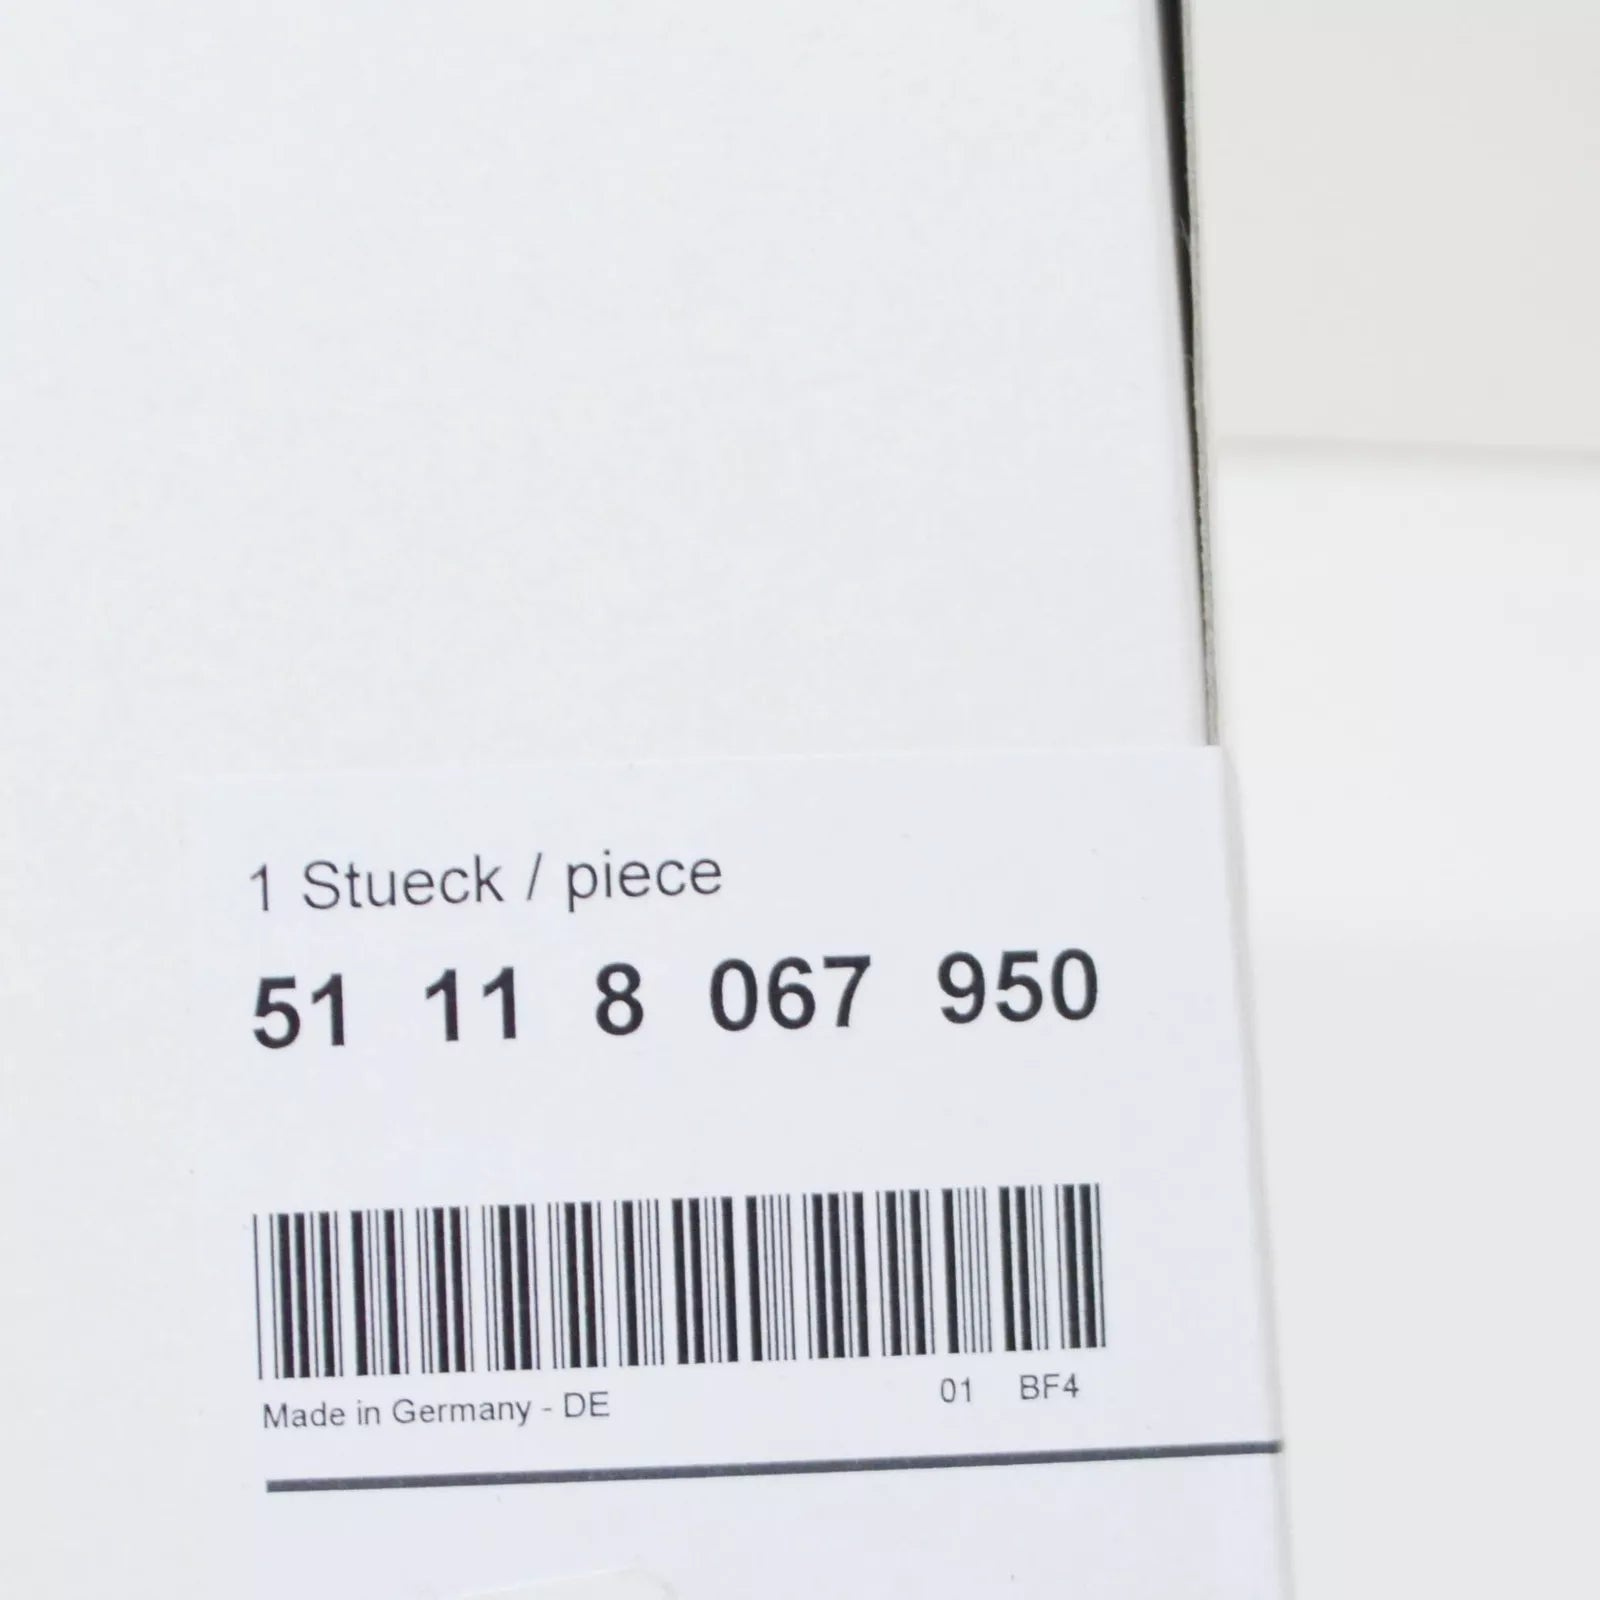 1 Stueck / piece
51 11 8 067 950
Made in Germany - DE 01 BF4